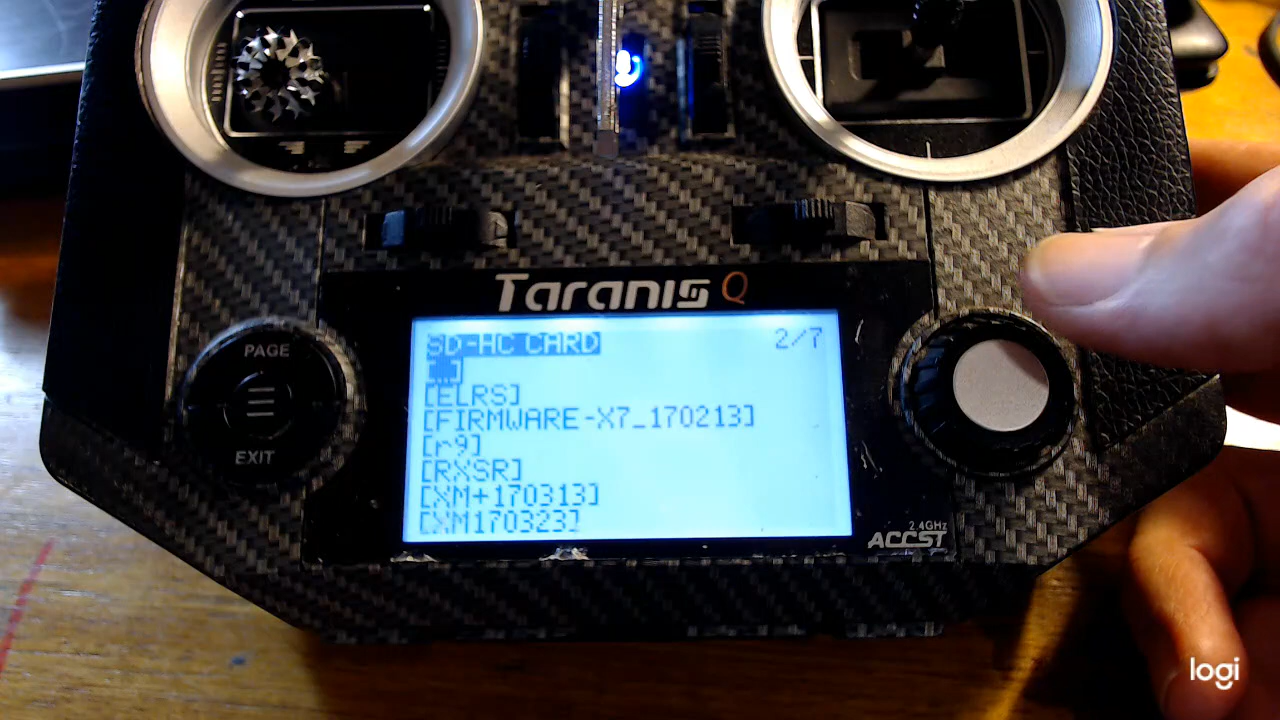 Taranis Q
SD-HC CARD 2/7
[..]
[ELRS]
[FIRMWARE-X7_170213]
[r9]
[RXSR]
[XM+170313]
[XM170323]
PAGE
EXIT
2.4GHz
ACCST
logi